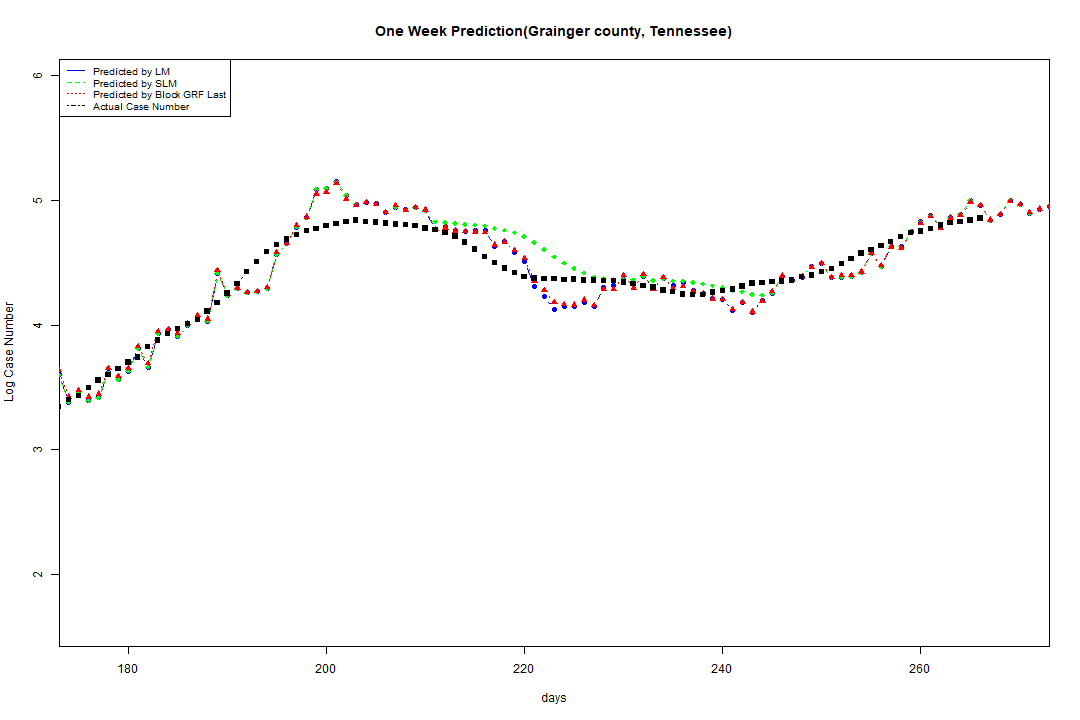 One Week Prediction(Grainger county, Tennessee)
Predicted by LM
Predicted by SLM
Predicted by Block GRF Last
Actual Case Number
6
5
4
3
2
Log Case Number
180 200 220 240 260
days